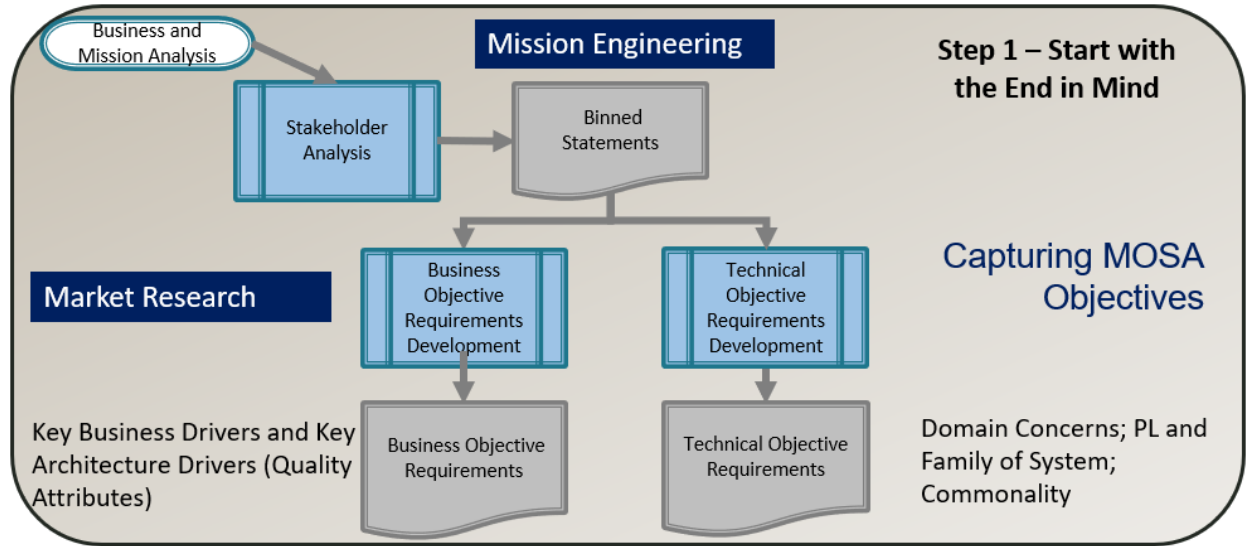 Business and
Mission Analysis
Mission Engineering
Step 1 – Start with
the End in Mind
Stakeholder
Analysis
Binned
Statements
Market Research
Business
Objective
Requirements
Development
Technical
Objective
Requirements
Development
Capturing MOSA
Objectives
Key Business Drivers and Key
Architecture Drivers (Quality
Attributes)
Business Objective
Requirements
Technical Objective
Requirements
Domain Concerns; PL and
Family of System;
Commonality